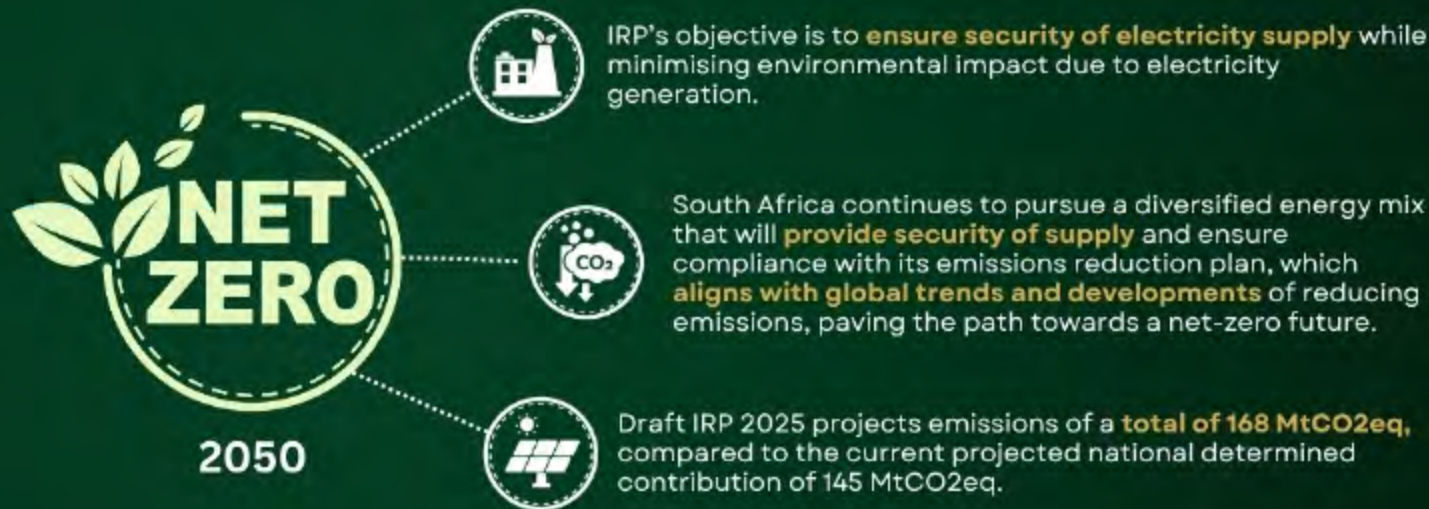 IRP's objective is to ensure security of electricity supply while
minimising environmental impact due to electricity
generation.
NET
ZERO
2050
CO₂
South Africa continues to pursue a diversified energy mix
that will provide security of supply and ensure
compliance with its emissions reduction plan, which
aligns with global trends and developments of reducing
emissions, paving the path towards a net-zero future.
Draft IRP 2025 projects emissions of a total of 168 MtCO2eq,
compared to the current projected national determined
contribution of 145 MtCO2eq.